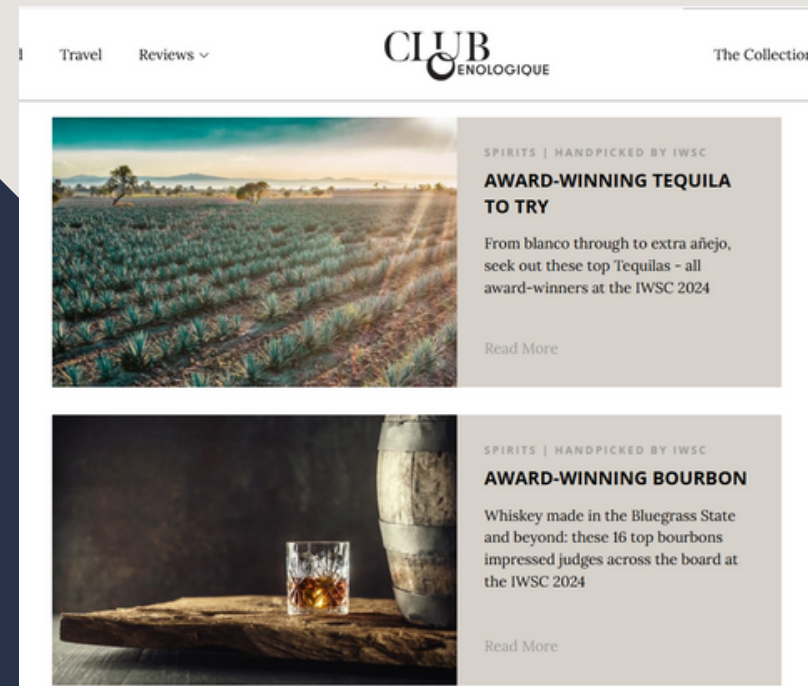 Travel
Reviews
CLUB
ENOLOGIQUE
The Collection
SPIRITS | HANDPICKED BY IWSC
AWARD-WINNING TEQUILA
TO TRY
From blanco through to extra añejo,
seek out these top Tequilas - all
award-winners at the IWSC 2024
Read More
SPIRITS | HANDPICKED BY IWSC
AWARD-WINNING BOURBON
Whiskey made in the Bluegrass State
and beyond: these 16 top bourbons
impressed judges across the board at
the IWSC 2024
Read More